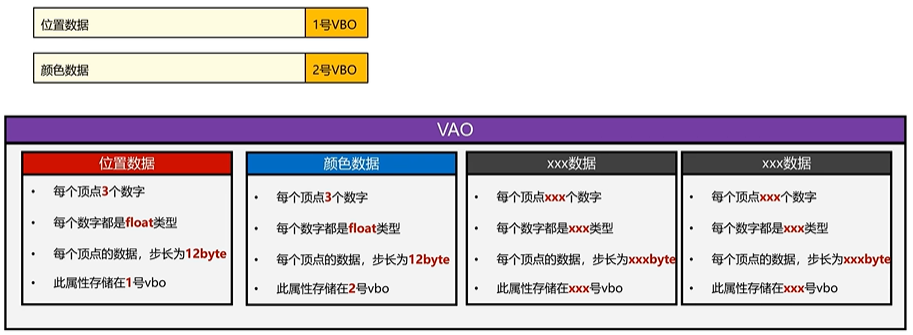 位置数据 1号VBO
颜色数据 2号VBO
VAO
位置数据
• 每个顶点3个数字
• 每个数字都是float类型
• 每个顶点的数据，步长为12byte
• 此属性存储在1号vbo
颜色数据
• 每个顶点3个数字
• 每个数字都是float类型
• 每个顶点的数据，步长为12byte
• 此属性存储在2号vbo
xxx数据
• 每个顶点xxx个数字
• 每个数字都是xxx类型
• 每个顶点的数据，步长为xxxbyte
• 此属性存储在xxx号vbo
xxx数据
• 每个顶点xxx个数字
• 每个数字都是xxx类型
• 每个顶点的数据，步长为xxxbyte
• 此属性存储在xxx号vbo